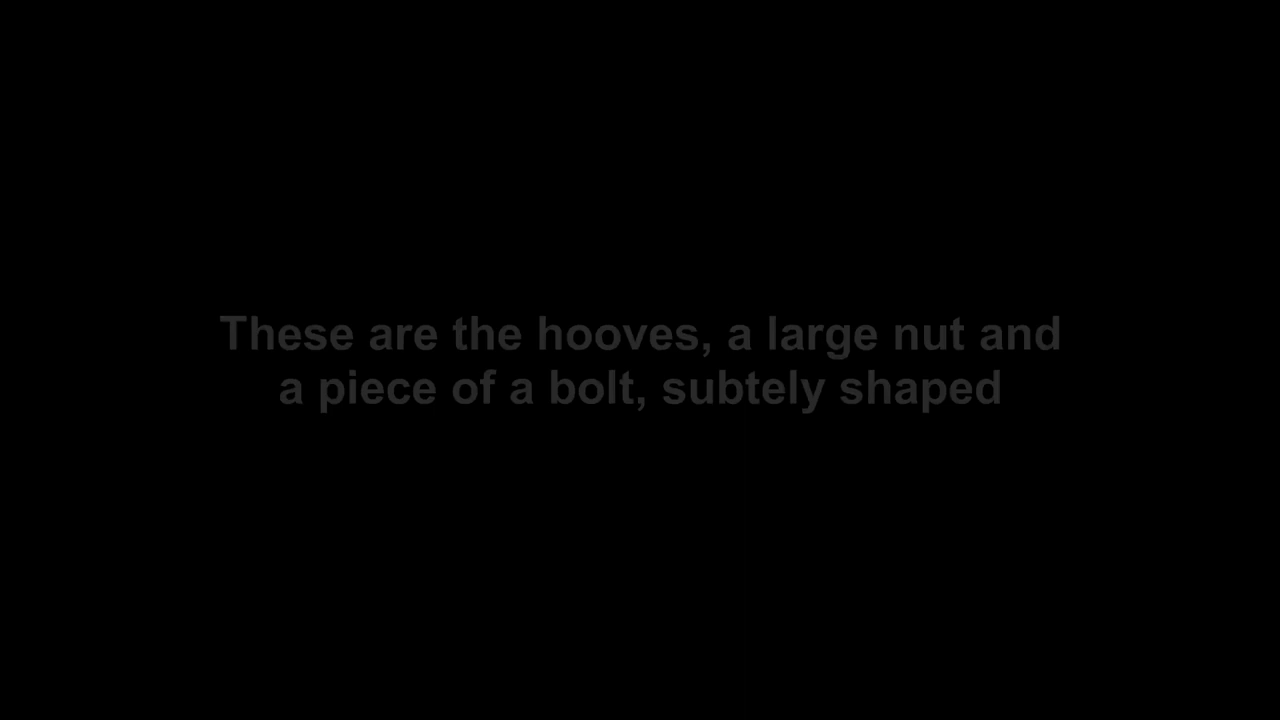 These are the hooves, a large nut and
a piece of a bolt, subtely shaped